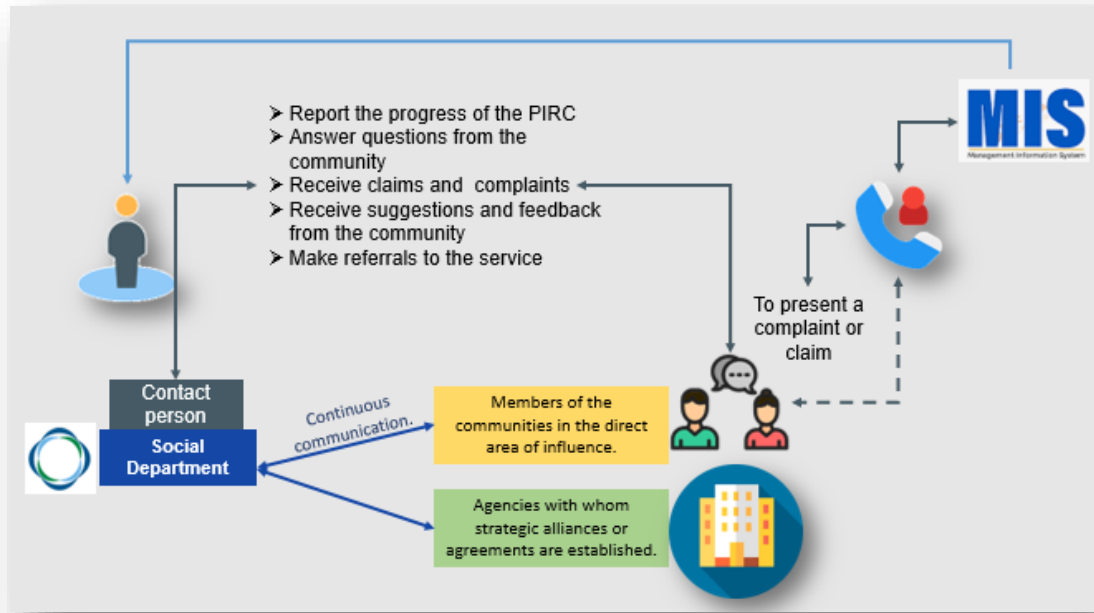 ➢ Report the progress of the PIRC
➢ Answer questions from the
community
➢ Receive claims and complaints
➢ Receive suggestions and feedback
from the community
➢ Make referrals to the service
MIS
Management Information System
To present a
complaint or
claim
Contact
person
Social
Department
Continuous
communication.
Members of the
communities in the direct
area of influence.
Agencies with whom
strategic alliances or
agreements are established.